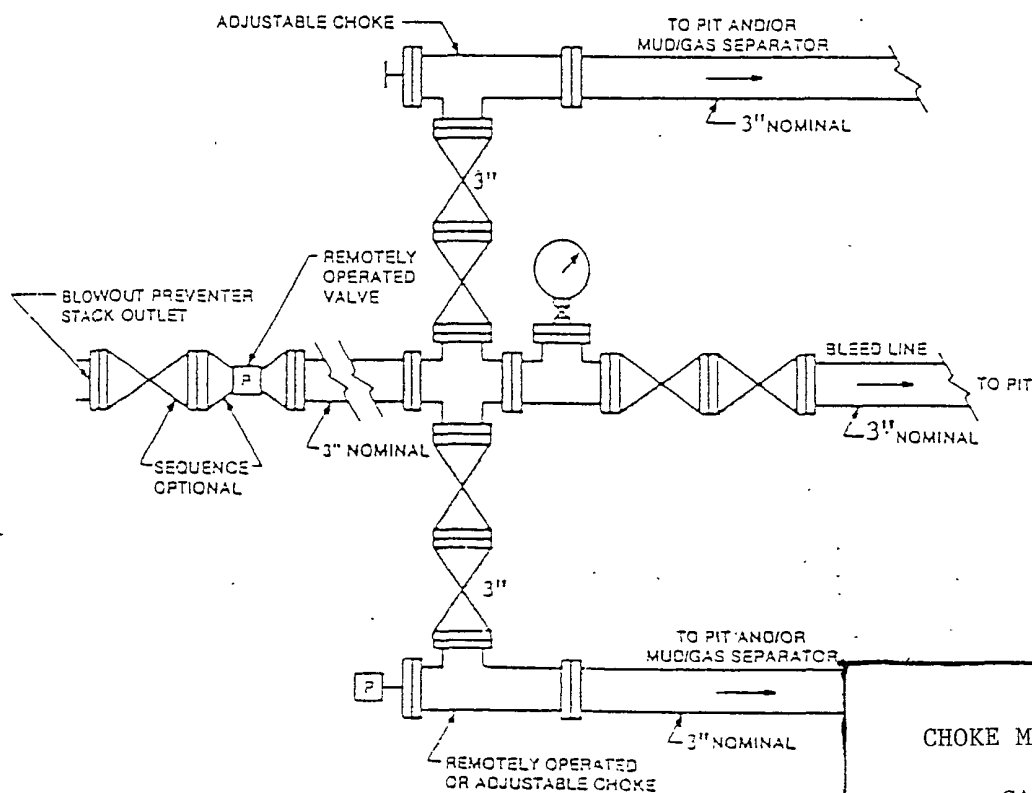 ADJUSTABLE CHOKE
TO PIT AND/OR
MUD/GAS SEPARATOR
3" NOMINAL
3"
REMOTELY
OPERATED
VALVE
BLOWOUT PREVENTER
STACK OUTLET
P
BLEED LINE
TO PIT
3" NOMINAL
3" NOMINAL
SEQUENCE
OPTIONAL
3"
TO PIT AND/OR
MUD/GAS SEPARATOR
P
3" NOMINAL
REMOTELY OPERATED
OR ADJUSTABLE CHOKE
CHOKE M